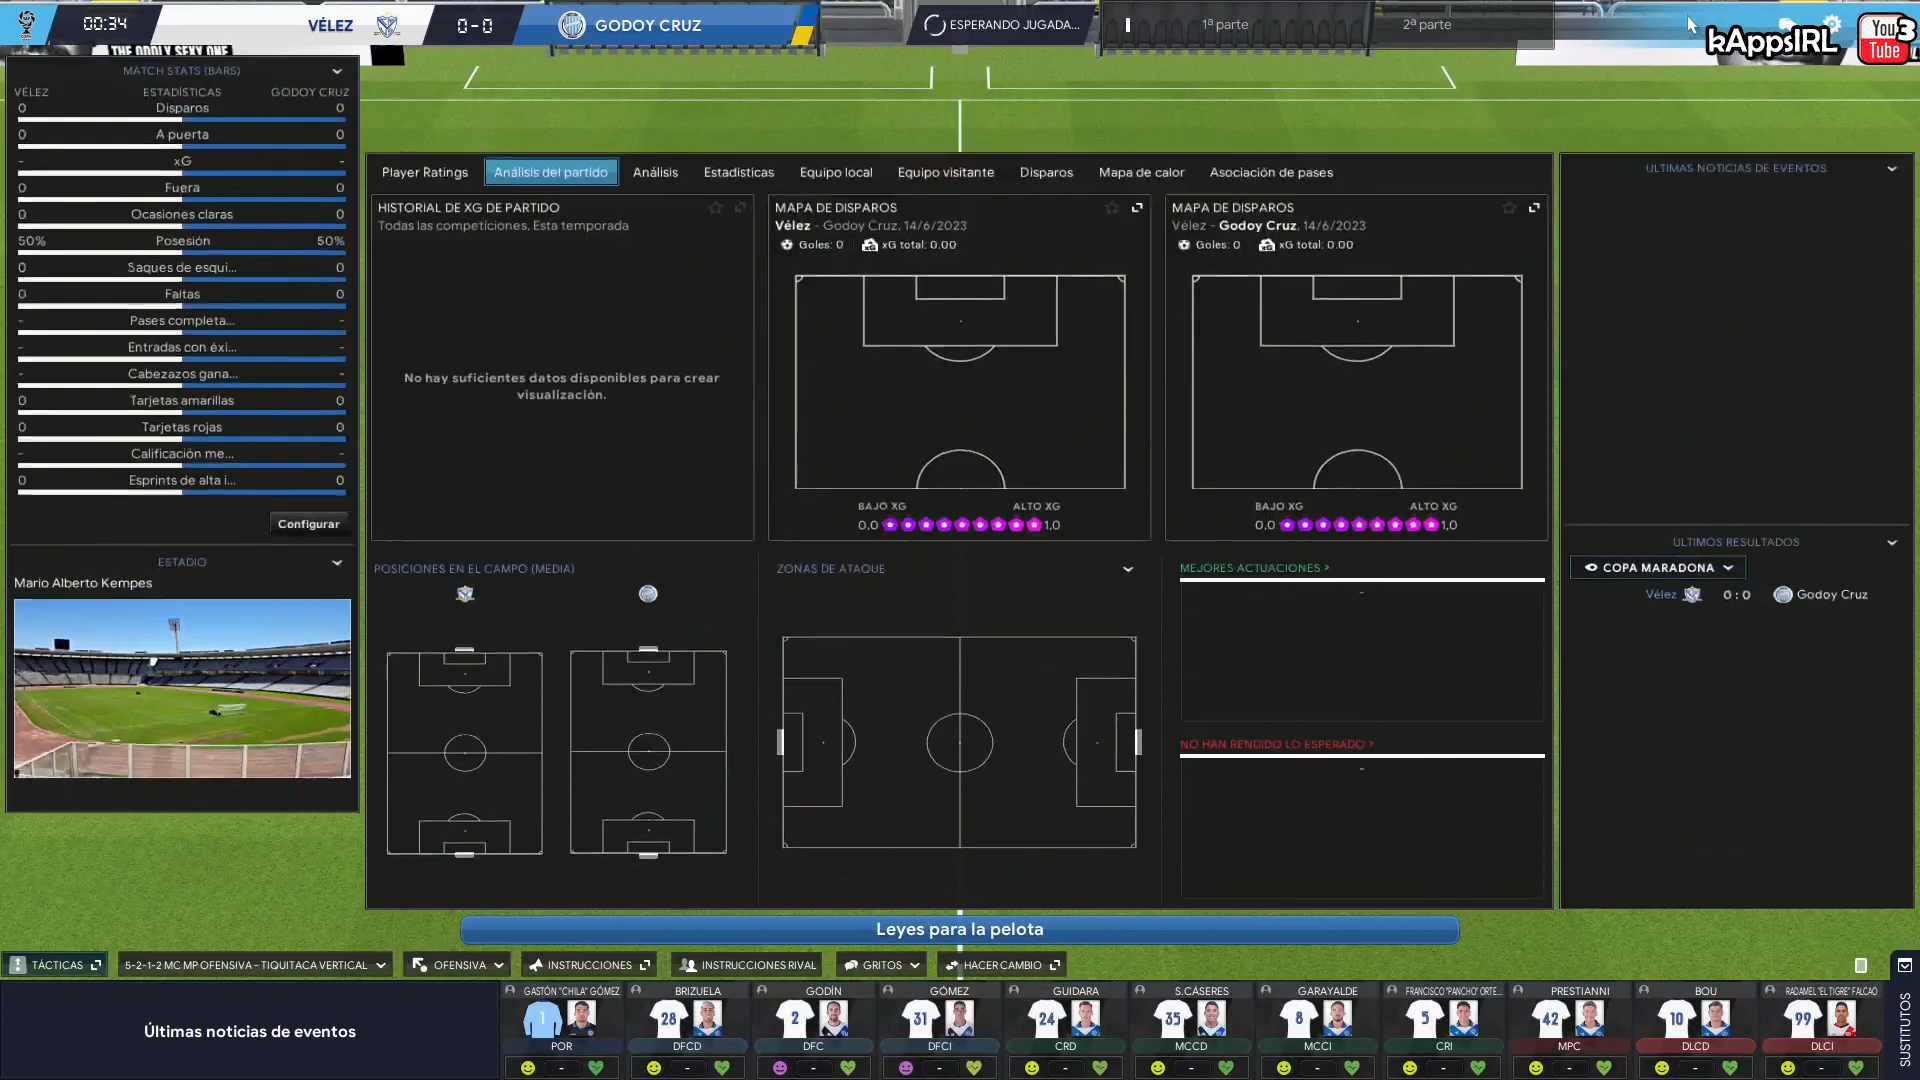 00:34
VÉLEZ
0-0
GODOY CRUZ
ESPERANDO JUGADA...
1ª parte
2ª parte
kAppsIRL
You
Tube
3
THE ODDLY SEXY ONE
MATCH STATS (BARS)
VÉLEZ ESTADÍSTICAS GODOY CRUZ
0 Disparos 0
0 A puerta 0
- xG -
0 Fuera 0
0 Ocasiones claras 0
50% Posesión 50%
0 Saques de esqui... 0
0 Faltas 0
- Pases completa... -
- Entradas con éxi... -
- Cabezazos gana... -
0 Tarjetas amarillas 0
0 Tarjetas rojas 0
- Calificación me... -
0 Esprints de alta i... 0
Configurar
ESTADIO
Mario Alberto Kempes
Player Ratings Análisis del partido Análisis Estadísticas Equipo local Equipo visitante Disparos Mapa de calor Asociación de pases
HISTORIAL DE XG DE PARTIDO
Todas las competiciones, Esta temporada
No hay suficientes datos disponibles para crear
visualización.
MAPA DE DISPAROS
Vélez - Godoy Cruz, 14/6/2023
Goles: 0 xG total: 0.00
BAJO XG ALTO XG
0,0 1,0
MAPA DE DISPAROS
Vélez - Godoy Cruz, 14/6/2023
Goles: 0 xG total: 0.00
BAJO XG ALTO XG
0,0 1,0
POSICIONES EN EL CAMPO (MEDIA)
ZONAS DE ATAQUE
MEJORES ACTUACIONES >
-
NO HAN RENDIDO LO ESPERADO >
-
ÚLTIMAS NOTICIAS DE EVENTOS
ÚLTIMOS RESULTADOS
COPA MARADONA
Vélez 0 : 0 Godoy Cruz
Leyes para la pelota
TÁCTICAS
5-2-1-2 MC MP OFENSIVA - TIQUITACA VERTICAL
OFENSIVA
INSTRUCCIONES
INSTRUCCIONES RIVAL
GRITOS
HACER CAMBIO
Últimas noticias de eventos
GASTÓN "CHILA" GÓMEZ
1
POR
-
BRIZUELA
28
DFCD
-
GODÍN
2
DFC
-
GÓMEZ
31
DFCI
-
GUIDARA
24
CRD
-
S.CÁSERES
35
MCCD
-
GARAYALDE
8
MCCI
-
FRANCISCO "PANCHO" ORTE...
5
CRI
-
PRESTIANNI
42
MPC
-
BOU
10
DLCD
-
RADAMEL "EL TIGRE" FALCAO
99
DLCI
-
SUSTITUTOS